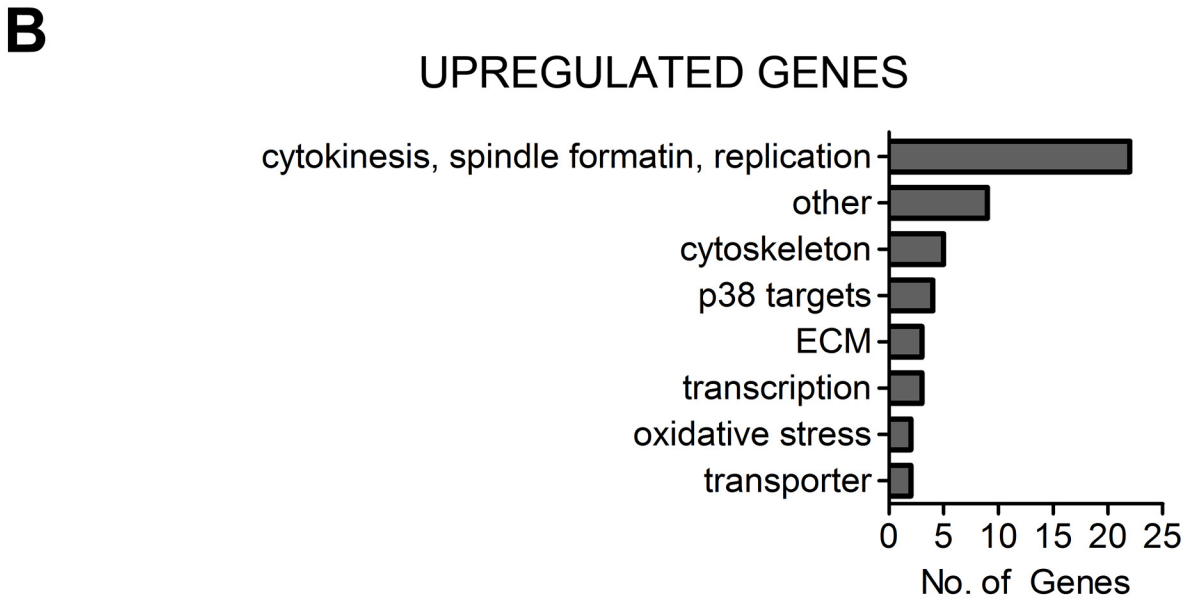 B
UPREGULATED GENES
cytokinesis, spindle formatin, replication
other
cytoskeleton
p38 targets
ECM
transcription
oxidative stress
transporter
0 5 10 15 20 25
No. of Genes